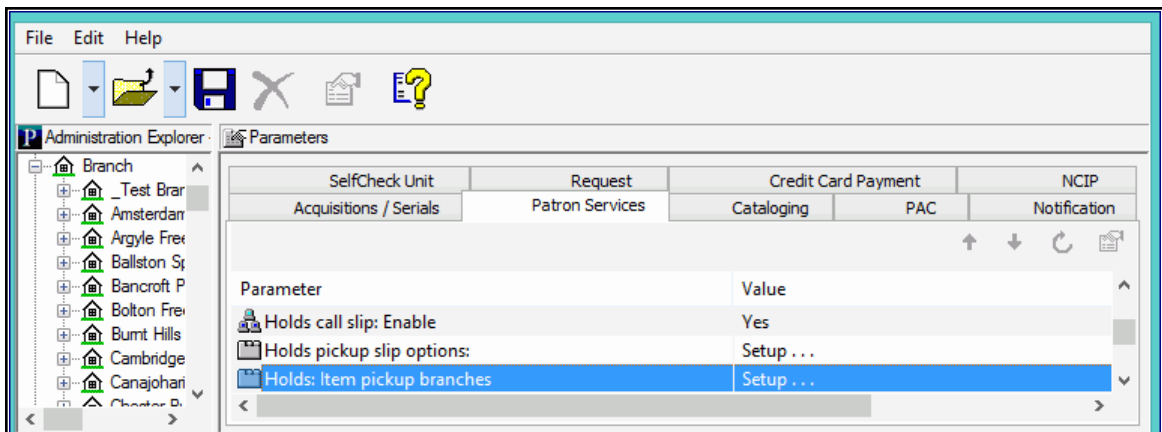 File Edit Help
Administration Explorer -
Parameters
Branch
_Test Bran
Amsterdam
Argyle Free
Ballston Sp
Bancroft P
Bolton Free
Burnt Hills
Cambridge
Canajohari
SelfCheck Unit Request Credit Card Payment NCIP
Acquisitions / Serials Patron Services Cataloging PAC Notification
Parameter Value
Holds call slip: Enable Yes
Holds pickup slip options: Setup . . .
Holds: Item pickup branches Setup . . .